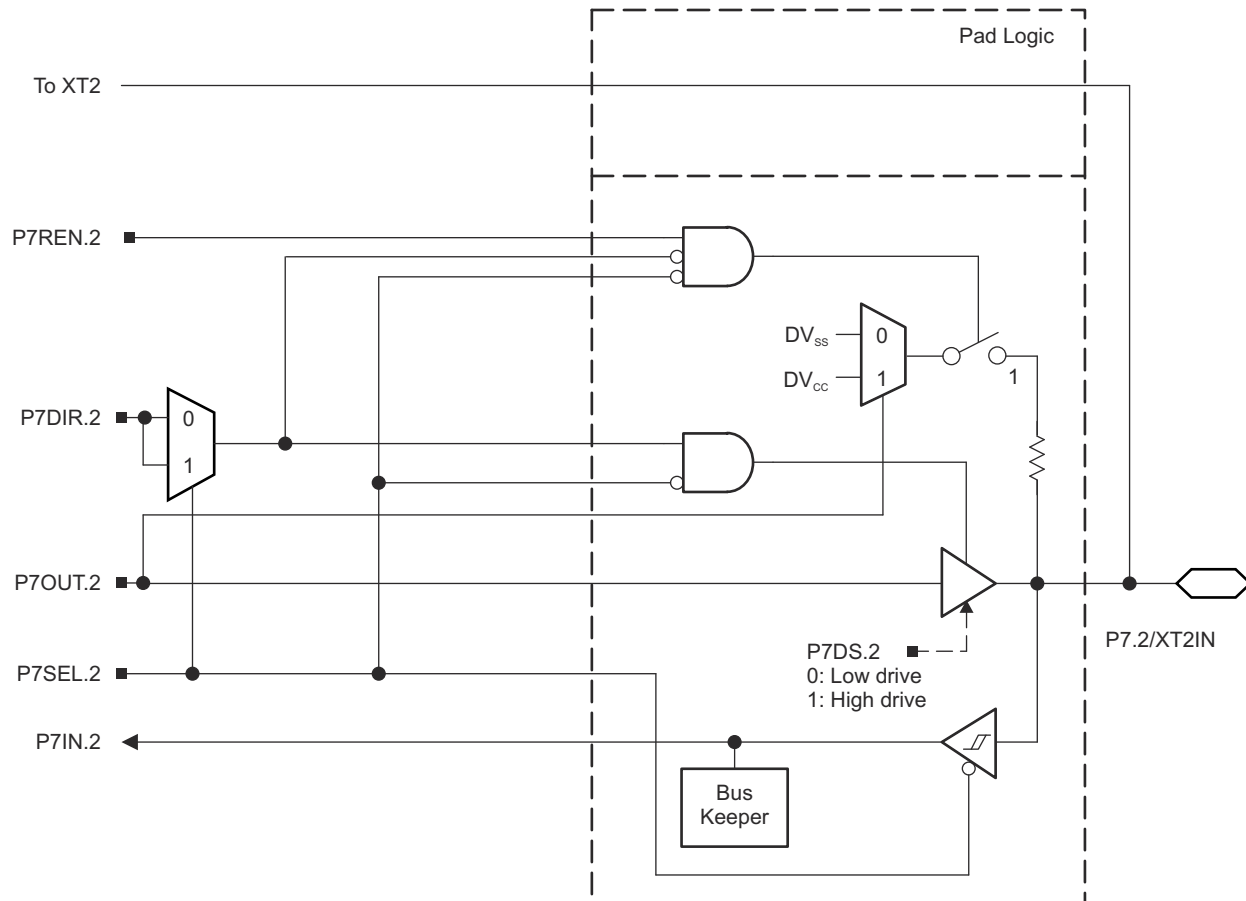 Pad Logic
To XT2
P7REN.2
DVSS
0
DVCC
1
1
P7DIR.2
0
1
P7OUT.2
P7DS.2
0: Low drive
1: High drive
P7.2/XT2IN
P7SEL.2
P7IN.2
Bus
Keeper